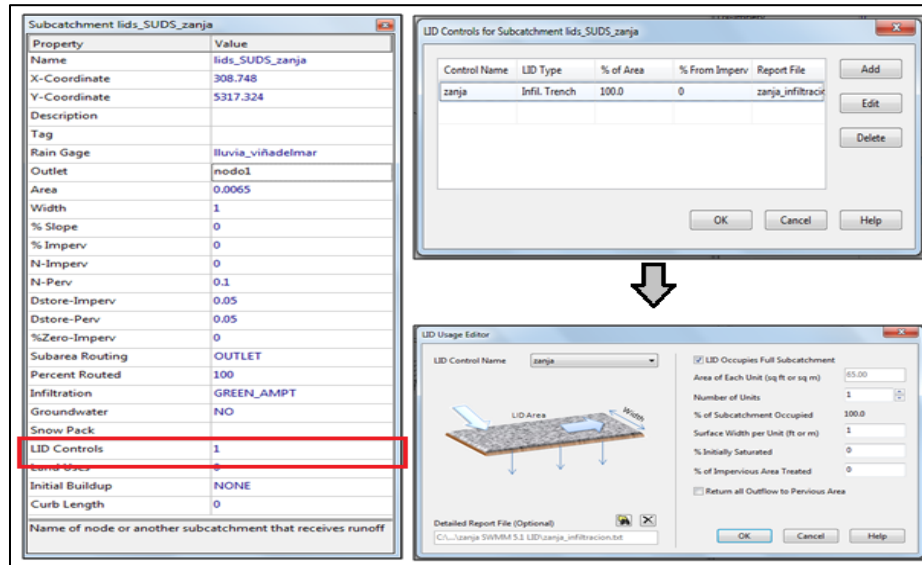 Subcatchment lids_SUDS_zanja
Property Value
Name lids_SUDS_zanja
X-Coordinate 308.748
Y-Coordinate 5317.324
Description
Tag
Rain Gage lluvia_viñadelmar
Outlet nodo1
Area 0.0065
Width 1
% Slope 0
% Imperv 0
N-Imperv 0
N-Perv 0.1
Dstore-Imperv 0.05
Dstore-Perv 0.05
%Zero-Imperv 0
Subarea Routing OUTLET
Percent Routed 100
Infiltration GREEN_AMPT
Groundwater NO
Snow Pack
LID Controls 1
Land Uses 0
Initial Buildup NONE
Curb Length 0
Name of node or another subcatchment that receives runoff
LID Controls for Subcatchment lids_SUDS_zanja
Control Name LID Type % of Area % From Imperv Report File
zanja Infil. Trench 100.0 0 zanja_infiltracio
Add
Edit
Delete
OK Cancel Help
LID Usage Editor
LID Control Name zanja
LID Area
Width
Detailed Report File (Optional)
C:\...\zanja SWMM 5.1 LID\zanja_infiltracion.txt
LID Occupies Full Subcatchment
Area of Each Unit (sq ft or sq m) 65.00
Number of Units 1
% of Subcatchment Occupied 100.0
Surface Width per Unit (ft or m) 1
% Initially Saturated 0
% of Impervious Area Treated 0
Return all Outflow to Pervious Area
OK Cancel Help